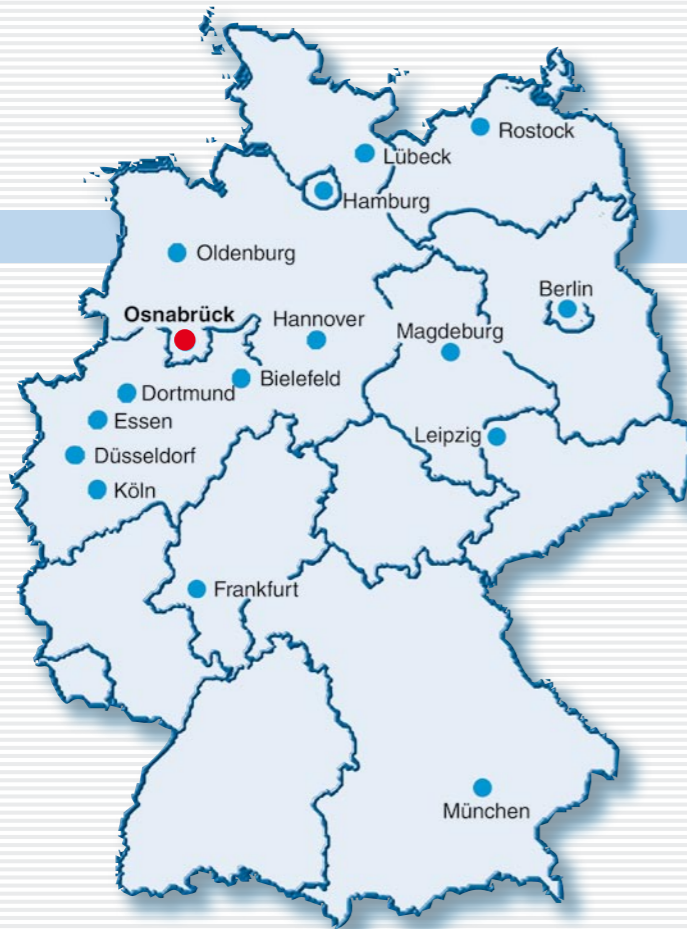 Rostock
Lübeck
Hamburg
Oldenburg
Berlin
Osnabrück
Hannover
Magdeburg
Bielefeld
Dortmund
Essen
Leipzig
Düsseldorf
Köln
Frankfurt
München